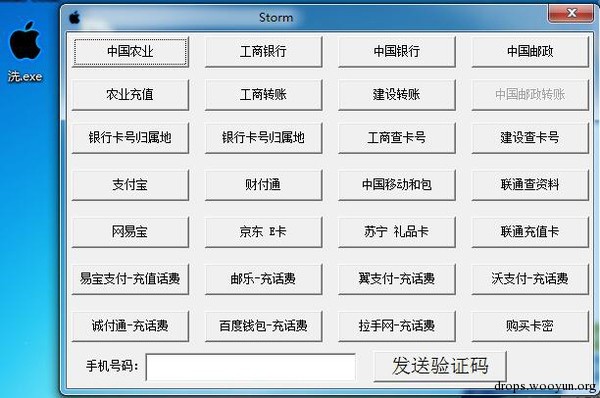 Storm
洗.exe
中国农业 工商银行 中国银行 中国邮政
农业充值 工商转账 建设转账 中国邮政转账
银行卡号归属地 银行卡号归属地 工商查卡号 建设查卡号
支付宝 财付通 中国移动和包 联通查资料
网易宝 京东 E卡 苏宁 礼品卡 联通充值卡
易宝支付-充值话费 邮乐-充话费 翼支付-充话费 沃支付-充话费
诚付通-充话费 百度钱包-充话费 拉手网-充话费 购买卡密
手机号码: 发送验证码
drops.wooyun.org